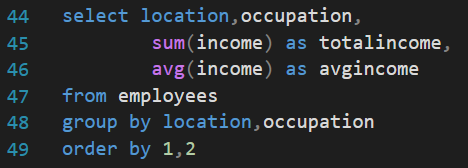 44 select location,occupation,
45 sum(income) as totalincome,
46 avg(income) as avgincome
47 from employees
48 group by location,occupation
49 order by 1,2